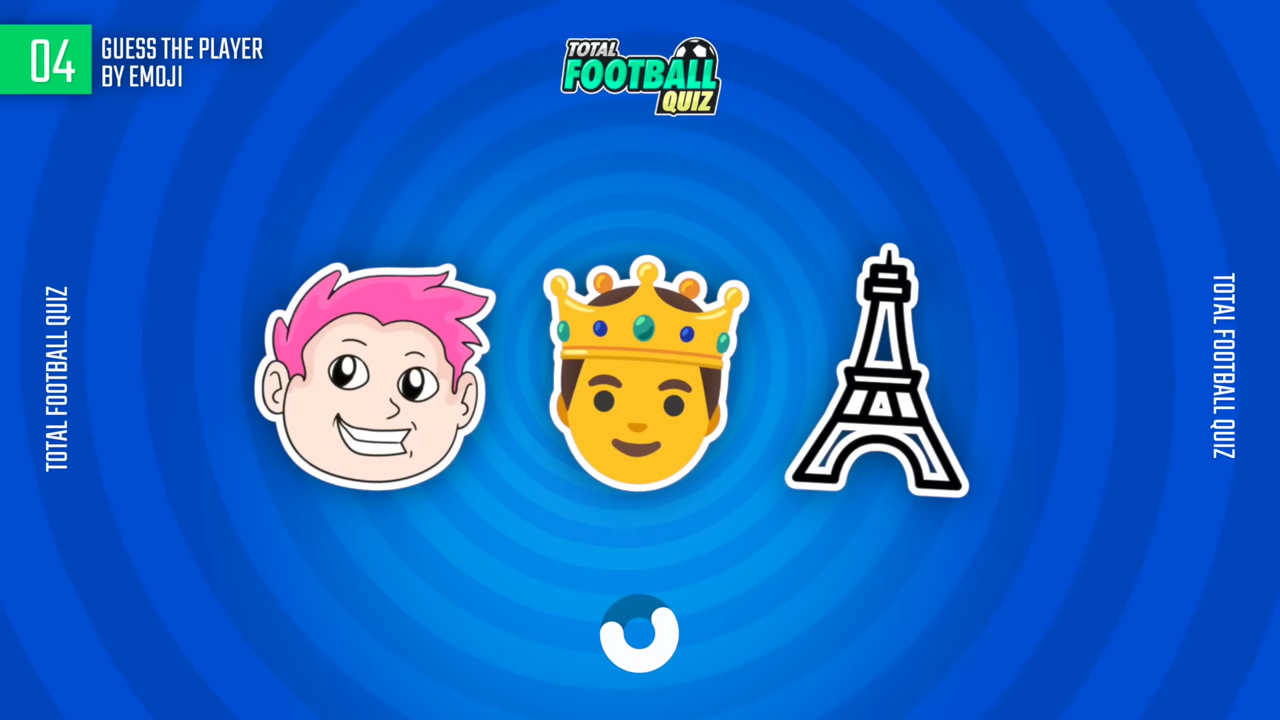 04
GUESS THE PLAYER
BY EMOJI
TOTAL
FOOTBALL
QUIZ
TOTAL FOOTBALL QUIZ
TOTAL FOOTBALL QUIZ